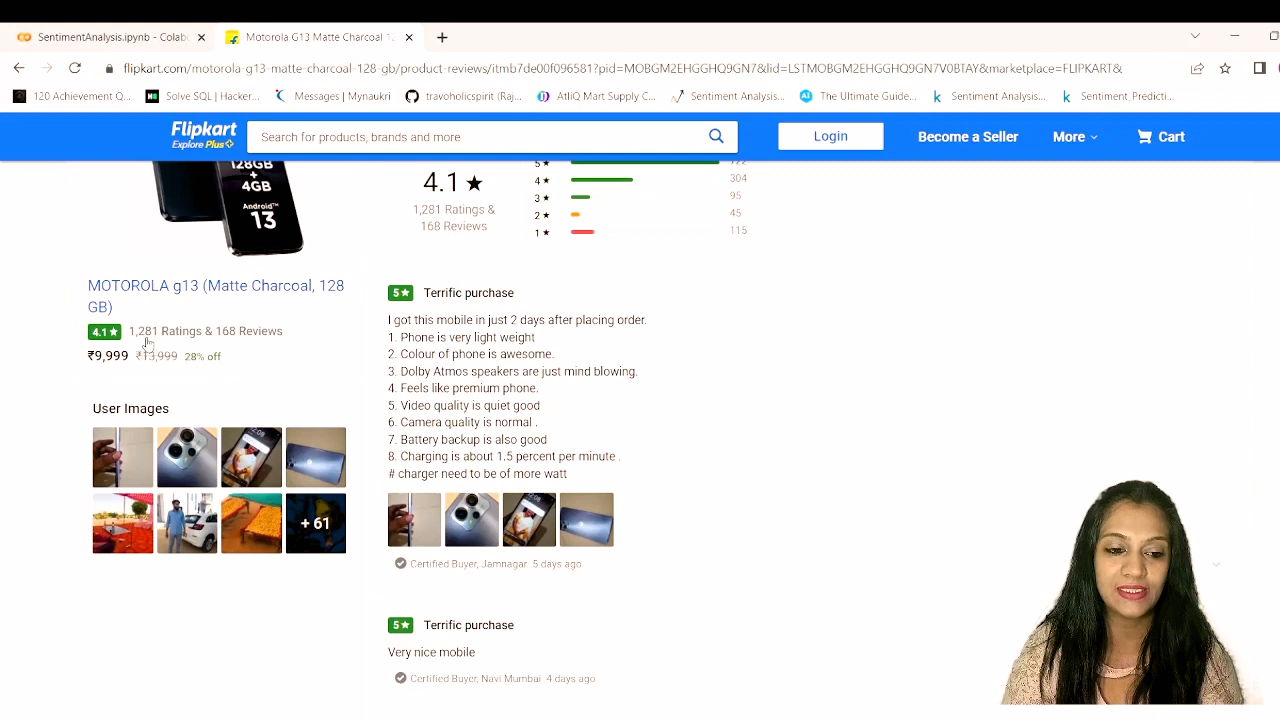 SentimentAnalysis.ipynb - Colab
Motorola G13 Matte Charcoal 12
flipkart.com/motorola-g13-matte-charcoal-128-gb/product-reviews/itmb7de00f096581?pid=MOBGM2EHGGHQ9GN7&lid=LSTMOBGM2EHGGHQ9GN7V0BTAY&marketplace=FLIPKART&
120 Achievement Q...
Solve SQL | Hacker...
Messages | Mynaukri
travoholicspirit (Raj...
AtliQ Mart Supply C...
Sentiment Analysis...
The Ultimate Guide...
Sentiment Analysis...
Sentiment_Predicti...
Flipkart
Explore Plus
Search for products, brands and more
Login
Become a Seller
More
Cart
128GB
+
4GB
Android™
13
4.1 ★
1,281 Ratings &
168 Reviews
5 ★ 722
4 ★ 304
3 ★ 95
2 ★ 45
1 ★ 115
MOTOROLA g13 (Matte Charcoal, 128
GB)
4.1 ★ 1,281 Ratings & 168 Reviews
₹9,999 ₹13,999 28% off
User Images
+ 61
5 ★ Terrific purchase
I got this mobile in just 2 days after placing order.
1. Phone is very light weight
2. Colour of phone is awesome.
3. Dolby Atmos speakers are just mind blowing.
4. Feels like premium phone.
5. Video quality is quiet good
6. Camera quality is normal .
7. Battery backup is also good
8. Charging is about 1.5 percent per minute .
# charger need to be of more watt
Certified Buyer, Jamnagar 5 days ago
5 ★ Terrific purchase
Very nice mobile
Certified Buyer, Navi Mumbai 4 days ago